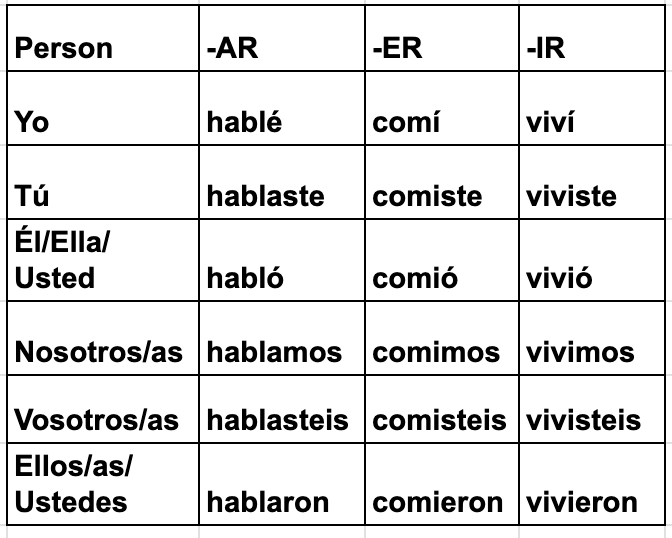 Person -AR -ER -IR
Yo hablé comí viví
Tú hablaste comiste viviste
Él/Ella/
Usted habló comió vivió
Nosotros/as hablamos comimos vivimos
Vosotros/as hablasteis comisteis vivisteis
Ellos/as/
Ustedes hablaron comieron vivieron